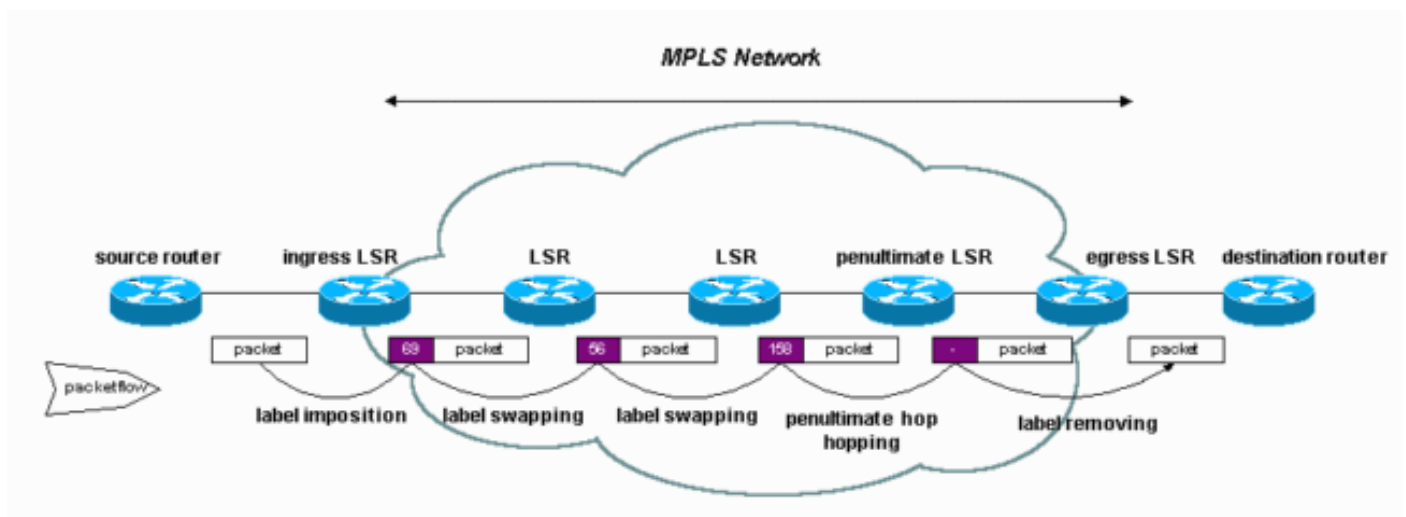 MPLS Network
source router
ingress LSR
LSR
LSR
penultimate LSR
egress LSR
destination router
packet
69 packet
56 packet
158 packet
- packet
packet
packetflow
label imposition
label swapping
label swapping
penultimate hop
hopping
label removing